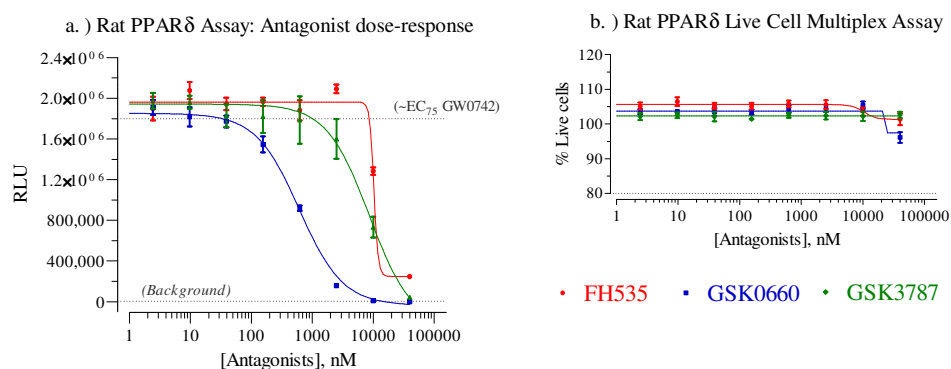 a. ) Rat PPARδ Assay: Antagonist dose-response
2.4×10⁰⁶
2.0×10⁰⁶
1.6×10⁰⁶
1.2×10⁰⁶
800,000
400,000
0
RLU
(~EC₇₅ GW0742)
(Background)
1 10 100 1000 10000 100000
[Antagonists], nM
b. ) Rat PPARδ Live Cell Multiplex Assay
120
110
100
90
80
% Live cells
1 10 100 1000 10000 100000
[Antagonists], nM
FH535 GSK0660 GSK3787